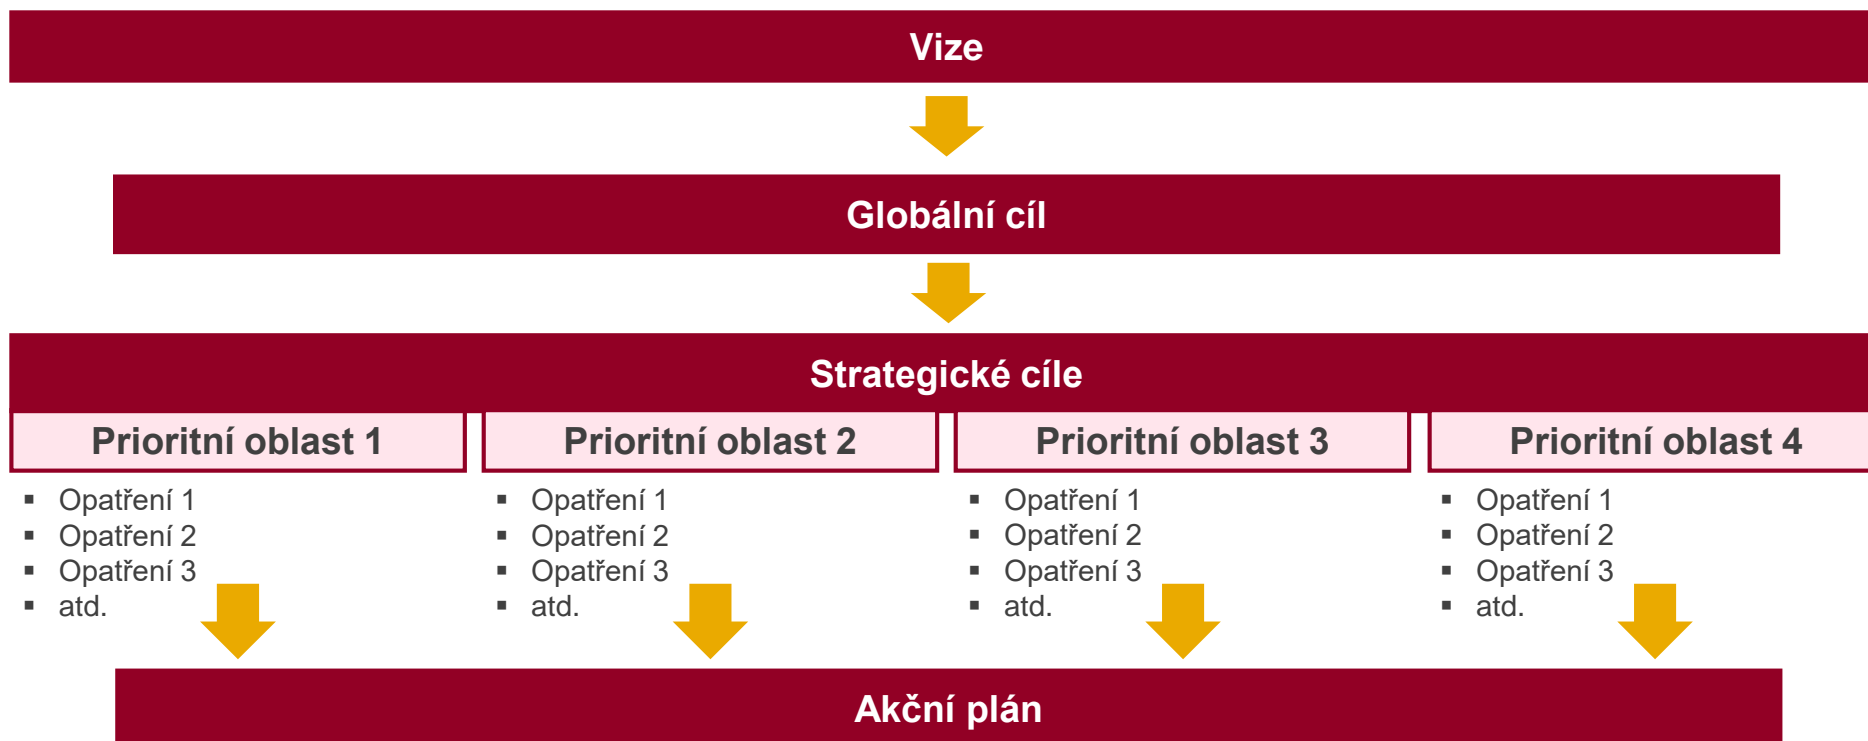 Vize
Globální cíl
Strategické cíle
Prioritní oblast 1
▪ Opatření 1
▪ Opatření 2
▪ Opatření 3
▪ atd.
Prioritní oblast 2
▪ Opatření 1
▪ Opatření 2
▪ Opatření 3
▪ atd.
Prioritní oblast 3
▪ Opatření 1
▪ Opatření 2
▪ Opatření 3
▪ atd.
Prioritní oblast 4
▪ Opatření 1
▪ Opatření 2
▪ Opatření 3
▪ atd.
Akční plán